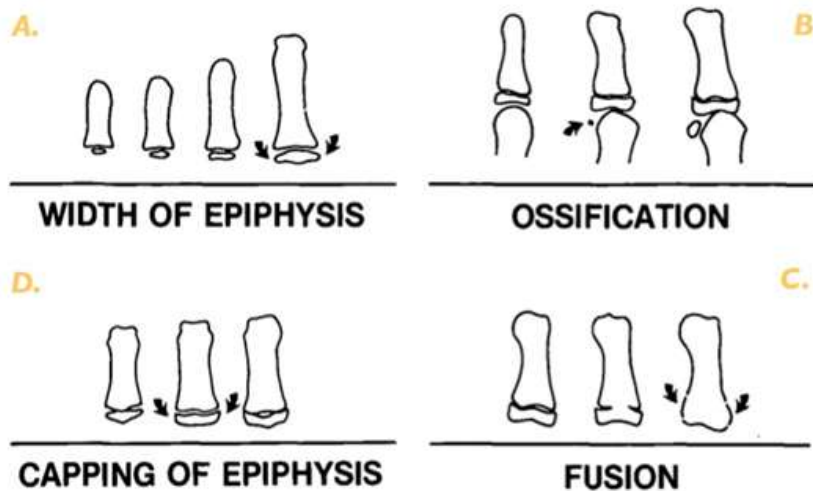 A.
B
WIDTH OF EPIPHYSIS
OSSIFICATION
D.
C.
CAPPING OF EPIPHYSIS
FUSION